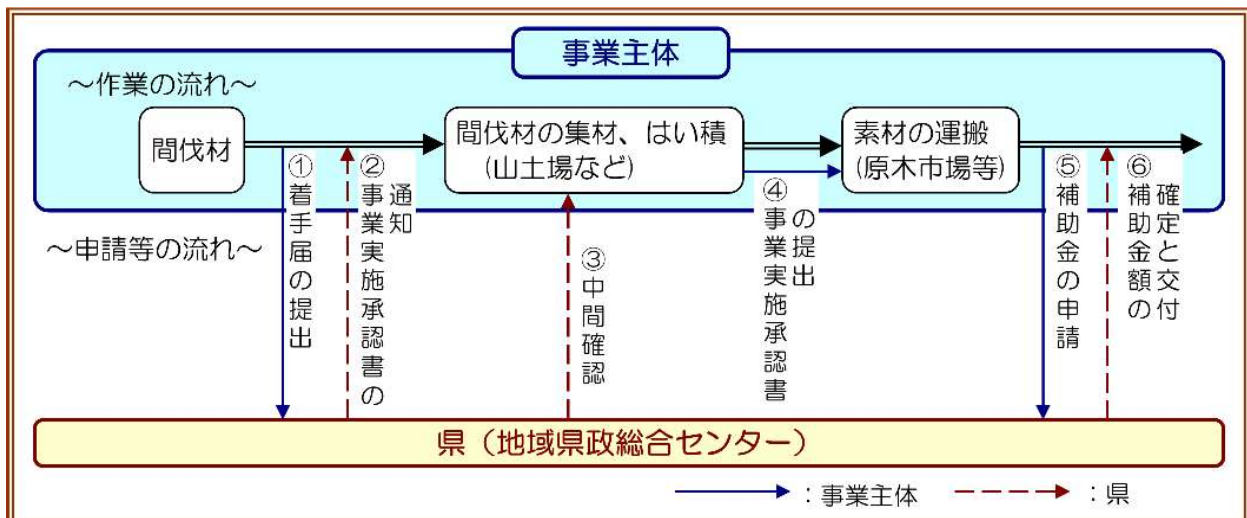 事業主体
～作業の流れ～
間伐材
間伐材の集材、はい積
(山土場など)
素材の運搬
(原木市場等)
①着手届の提出
②事業実施承認書の
通知
③中間確認
④事業実施承認書
の提出
⑤補助金の申請
⑥補助金額の
確定と交付
～申請等の流れ～
県（地域県政総合センター）
：事業主体
：県